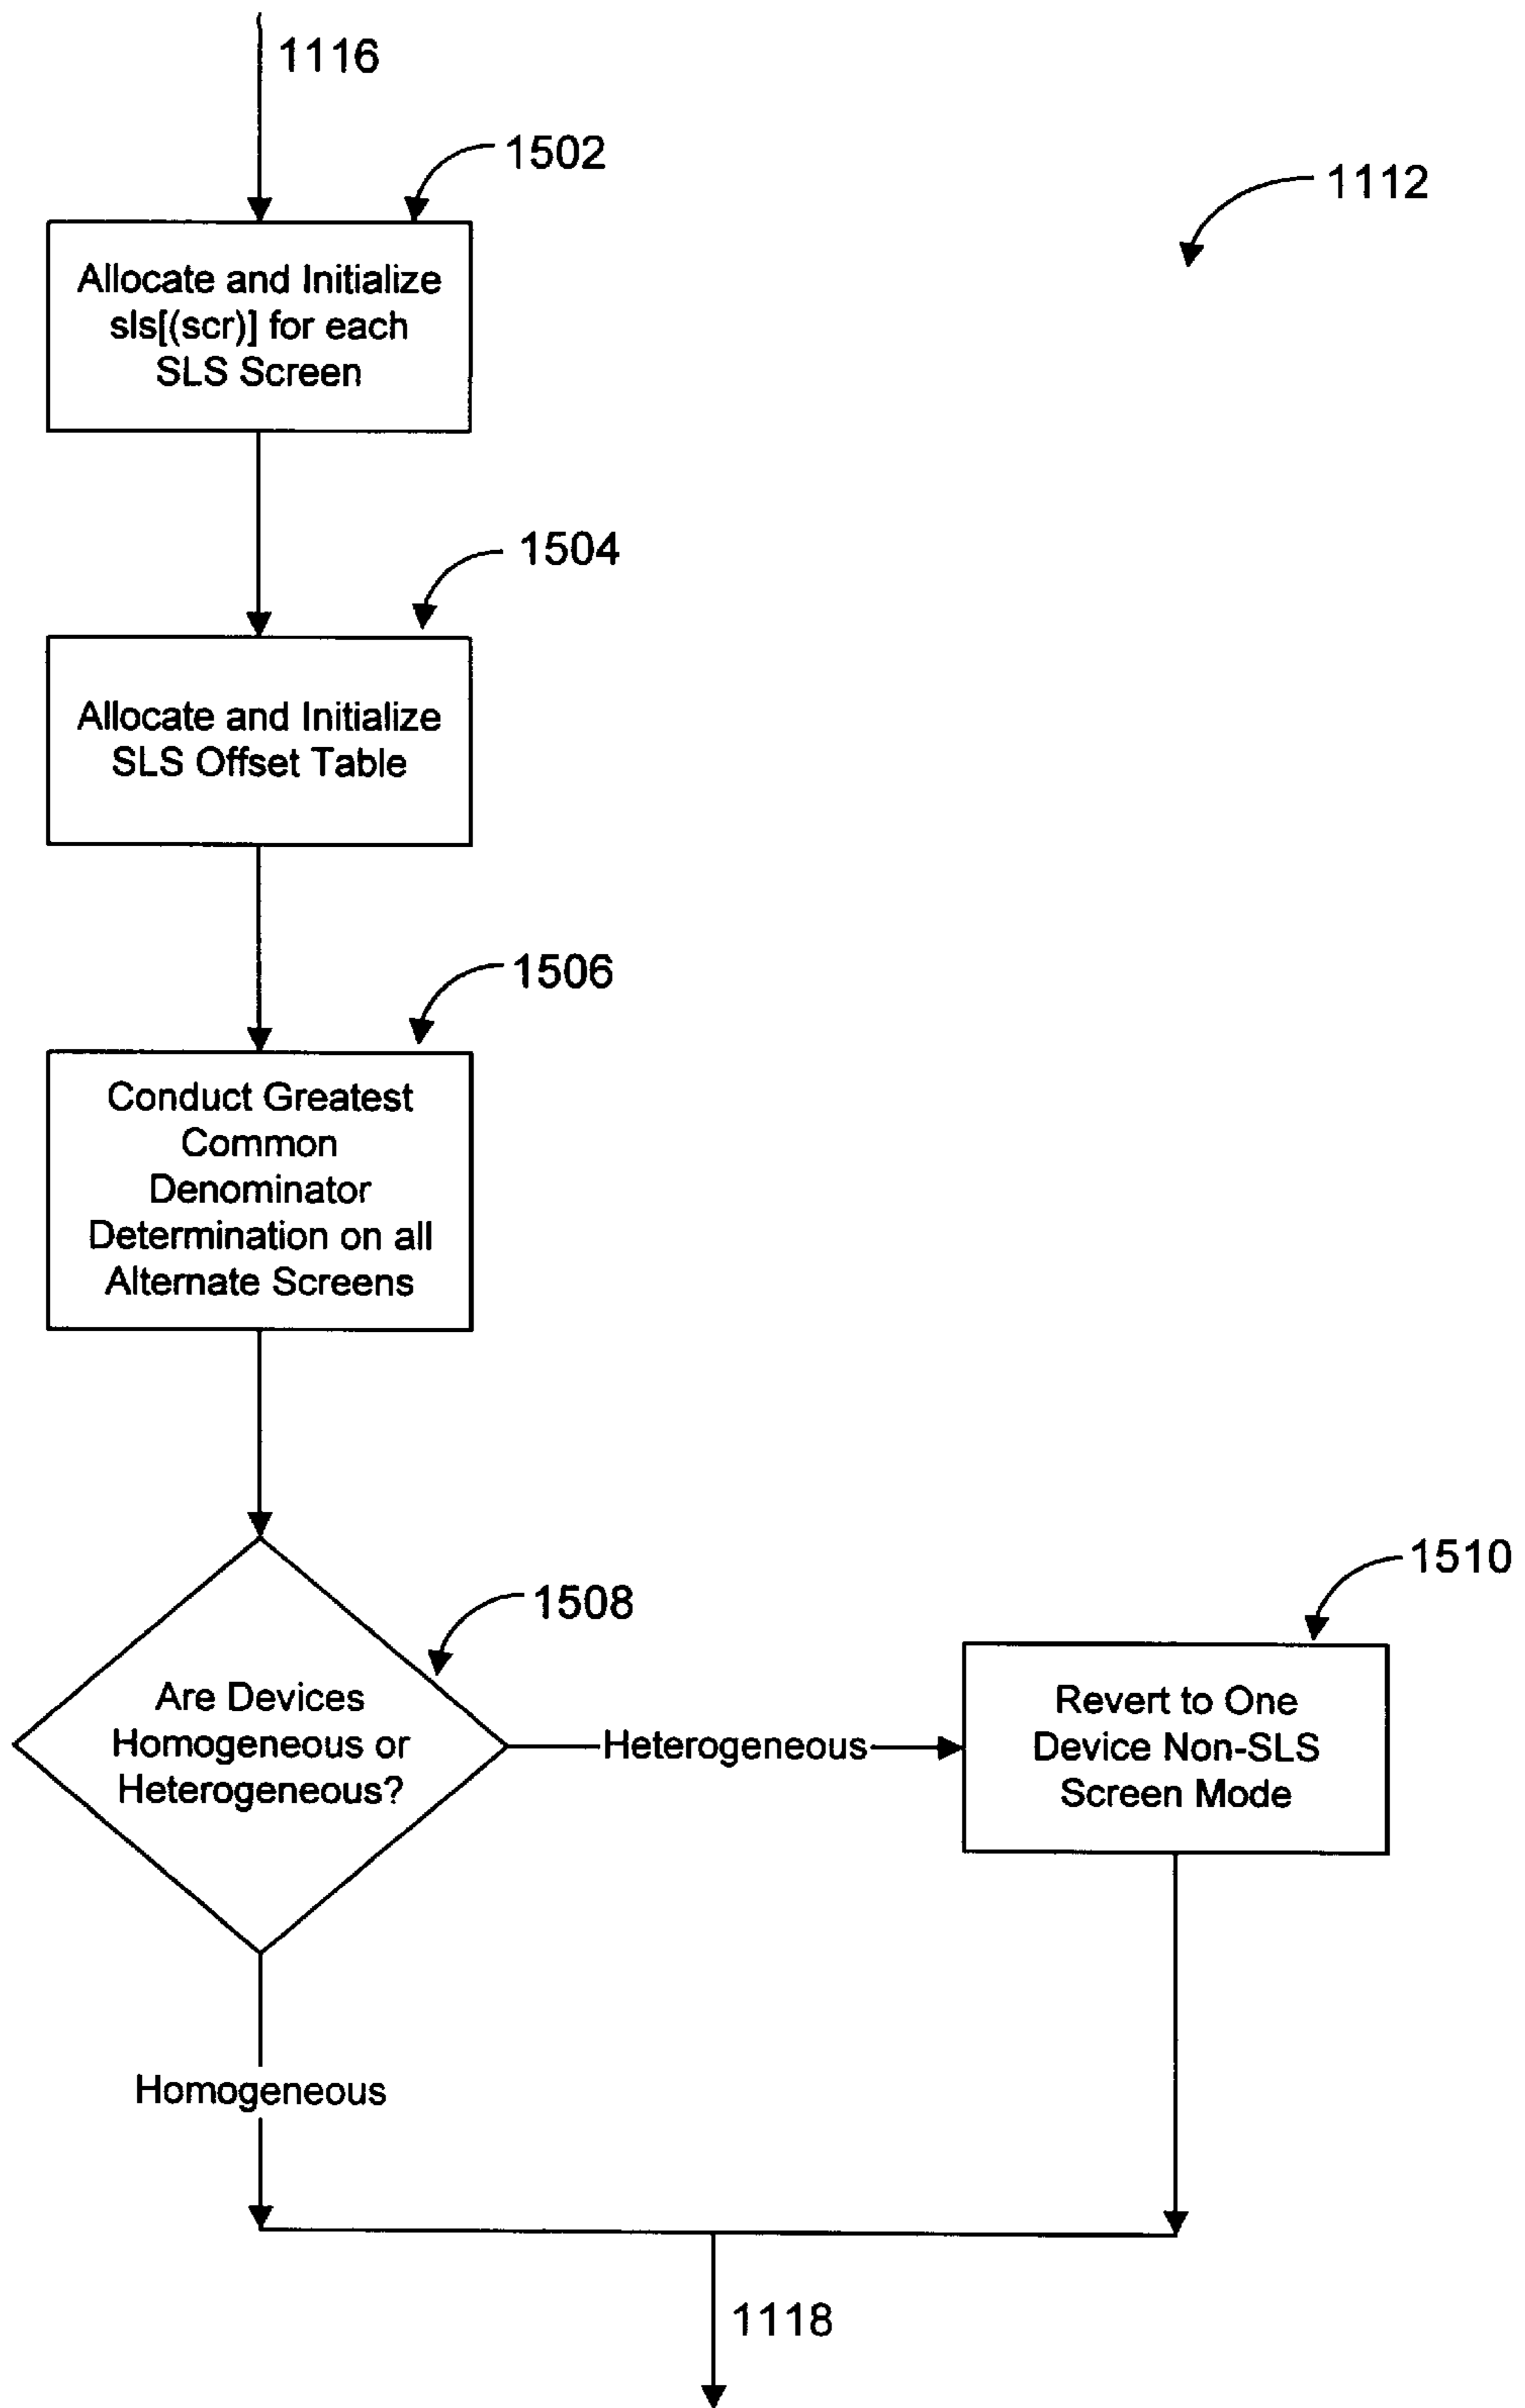 1116
1502
1112
Allocate and Initialize
sls[(scr)] for each
SLS Screen
1504
Allocate and Initialize
SLS Offset Table
1506
Conduct Greatest
Common
Denominator
Determination on all
Alternate Screens
1508
1510
Are Devices
Homogeneous or
Heterogeneous?
Heterogeneous
Revert to One
Device Non-SLS
Screen Mode
Homogeneous
1118